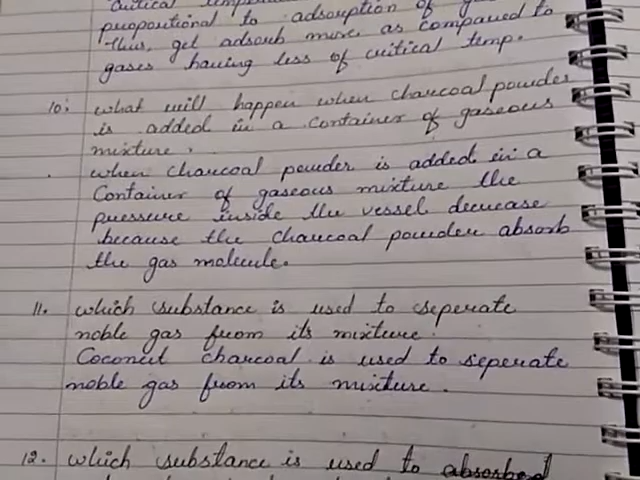 critical
propotional to adsorption of
thus, get adsorb more as compared to
gases having less of critical temp.
10. what will happen when charcoal powder
is added in a container of gaseous
mixture.
. when charcoal powder is added in a
Container of gaseous mixture the
pressure inside the vessel decrease
because the charcoal powder absorb
the gas molecule.
11. which substance is used to seperate
noble gas from its mixture.
Coconut charcoal is used to seperate
noble gas from its mixture.
12. which substance is used to absorbed